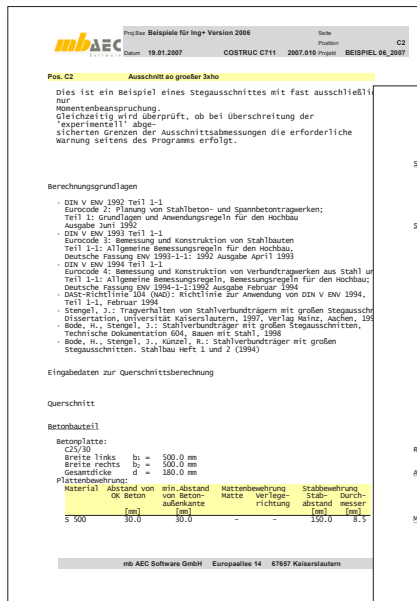 mb AEC
Software
Proj.Bez Beispiele für Ing+ Version 2006 Seite
Position C2
Datum 19.01.2007 COSTRUC C711 2007.010 Projekt BEISPIEL 06_2007
Pos. C2 Ausschnitt ao groeßer 3xho
Dies ist ein Beispiel eines Stegausschnittes mit fast ausschließlic
nur
Momentenbeanspruchung.
Gleichzeitig wird überprüft, ob bei Überschreitung der
'experimentell' abge-
sicherten Grenzen der Ausschnittsabmessungen die erforderliche
Warnung seitens des Programms erfolgt.
Berechnungsgrundlagen
· DIN V ENV 1992 Teil 1-1
Eurocode 2: Planung von Stahlbeton- und Spannbetontragwerken;
Teil 1: Grundlagen und Anwendungsregeln für den Hochbau
Ausgabe Juni 1992
· DIN V ENV 1993 Teil 1-1
Eurocode 3: Bemessung und Konstruktion von Stahlbauten
Teil 1-1: Allgemeine Bemessungsregeln für den Hochbau,
Deutsche Fassung ENV 1993-1-1: 1992 Ausgabe April 1993
· DIN V ENV 1994 Teil 1-1
Eurocode 4: Bemessung und Konstruktion von Verbundtragwerken aus Stahl un
Teil 1-1: Allgemeine Bemessungsregeln, Bemessungsregeln für den Hochbau;
Deutsche Fassung ENV 1994-1-1:1992 Ausgabe Februar 1994
· DASt-Richtlinie 104 (NAD): Richtlinie zur Anwendung von DIN V ENV 1994,
Teil 1-1, Februar 1994
· Stengel, J.: Tragverhalten von Stahlverbundträgern mit großen Stegausschn
Dissertation, Universität Kaiserslautern, 1997, Verlag Mainz, Aachen, 199
· Bode, H., Stengel, J.: Stahlverbundträger mit großen Stegausschnitten,
Technische Dokumentation 604, Bauen mit Stahl, 1998
· Bode, H., Stengel, J., Künzel, R.: Stahlverbundträger mit großen
Stegausschnitten. Stahlbau Heft 1 und 2 (1994)
Eingabedaten zur Querschnittsberechnung
Querschnitt
Betonbauteil
Betonplatte:
C25/30
Breite links b₁ = 500.0 mm
Breite rechts b₂ = 500.0 mm
Gesamtdicke d = 180.0 mm
Plattenbewehrung:
Material Abstand von min.Abstand Mattenbewehrung Stabbewehrung
OK Beton von Beton- Matte Verlege- Stab- Durch-
außenkante richtung abstand messer
[mm] [mm] [mm] [mm]
S 500 30.0 30.0 - - 150.0 8.5
mb AEC Software GmbH Europaallee 14 67657 Kaiserslautern
S
S
R
A
M